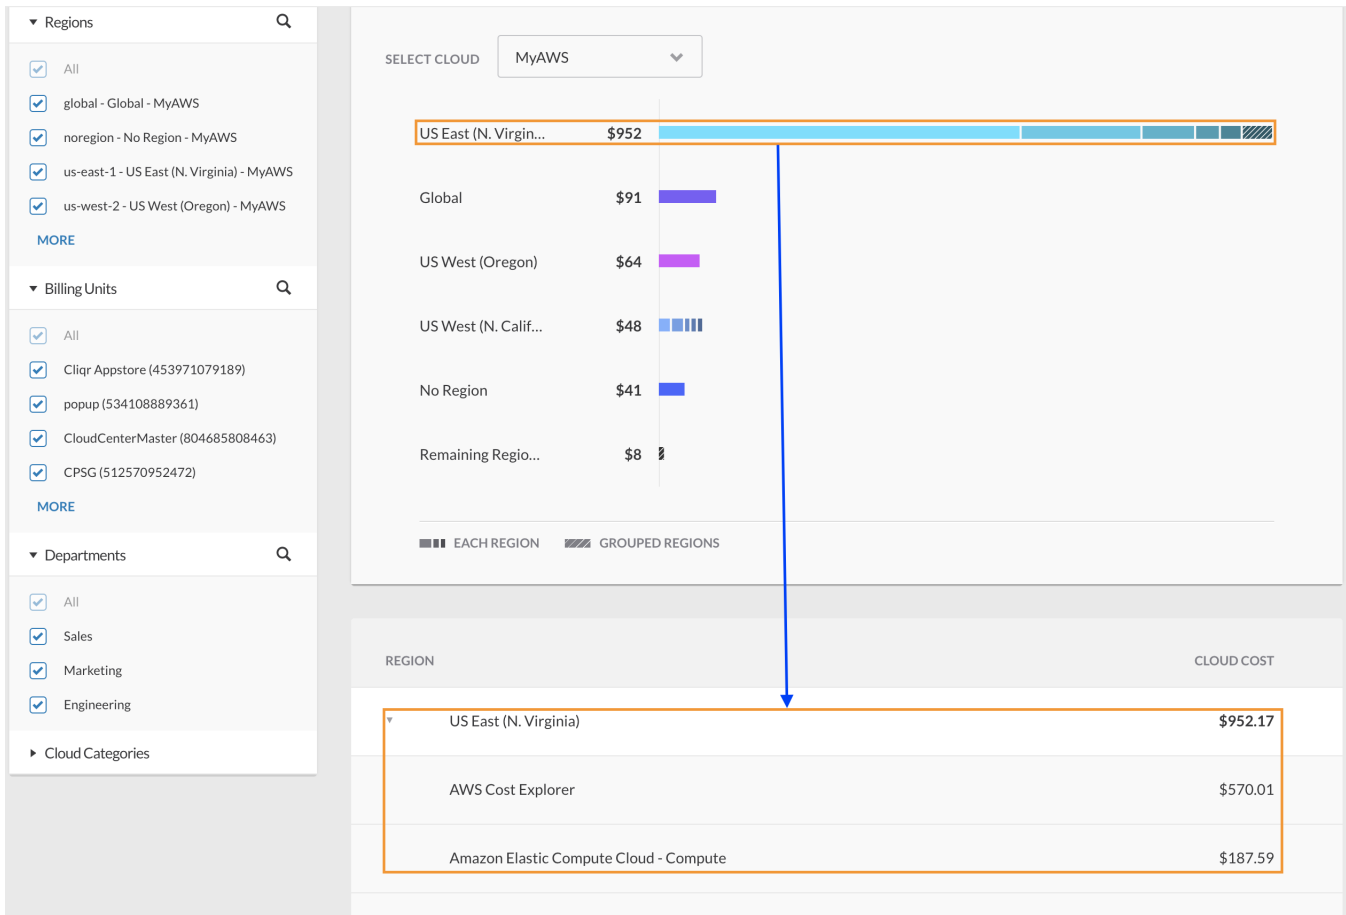 Regions
All
global - Global - MyAWS
noregion - No Region - MyAWS
us-east-1 - US East (N. Virginia) - MyAWS
us-west-2 - US West (Oregon) - MyAWS
MORE
Billing Units
All
Cliqr Appstore (453971079189)
popup (534108889361)
CloudCenterMaster (804685808463)
CPSG (512570952472)
MORE
Departments
All
Sales
Marketing
Engineering
Cloud Categories
SELECT CLOUD MyAWS
US East (N. Virgin... $952
Global $91
US West (Oregon) $64
US West (N. Calif... $48
No Region $41
Remaining Regio... $8
EACH REGION GROUPED REGIONS
REGION CLOUD COST
US East (N. Virginia) $952.17
AWS Cost Explorer $570.01
Amazon Elastic Compute Cloud - Compute $187.59